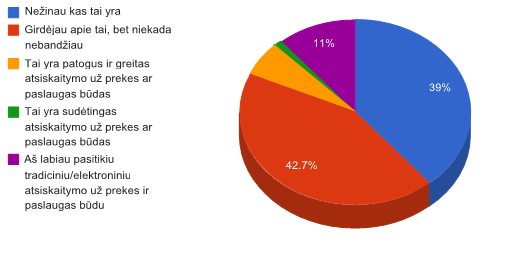 Nežinau kas tai yra
Girdėjau apie tai, bet niekada
nebandžiau
Tai yra patogus ir greitas
atsiskaitymo už prekes ar
paslaugas būdas
Tai yra sudėtingas
atsiskaitymo už prekes ar
paslaugas būdas
Aš labiau pasitikiu
tradiciniu/elektroniniu
atsiskaitymo už prekes ir
paslaugas būdu
11%
39%
42.7%